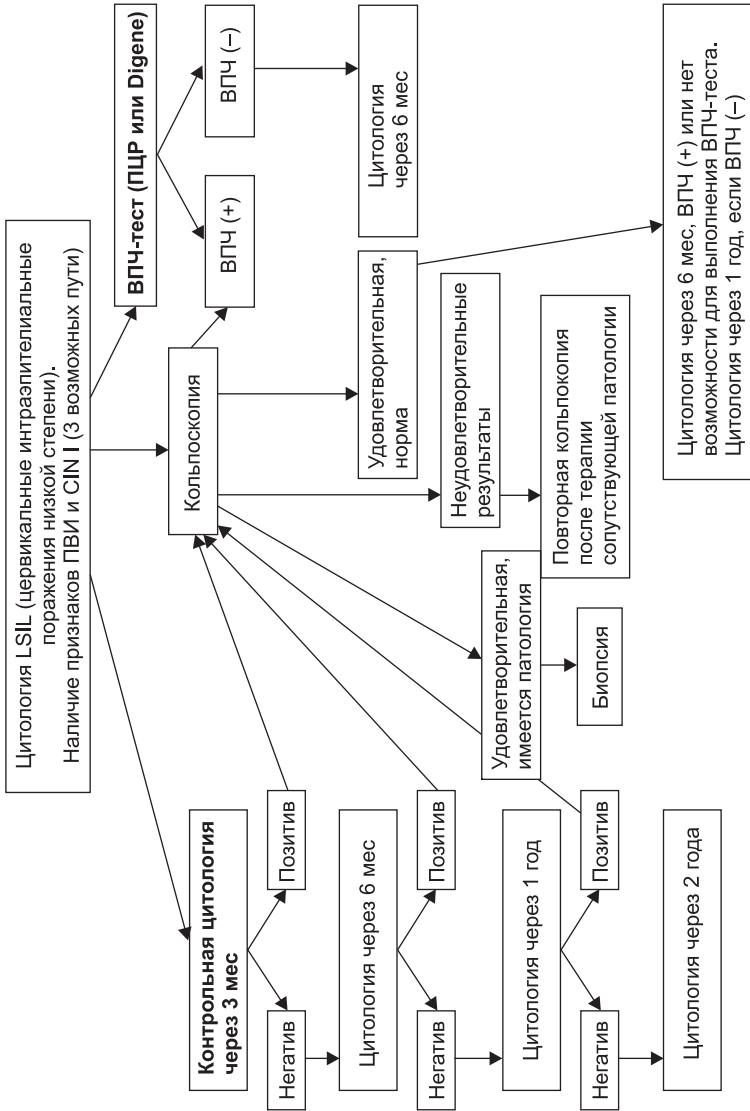 Цитология LSIL (цервикальные интраэпителиальные
поражения низкой степени).
Наличие признаков ПВИ и CIN I (3 возможных пути)
Контрольная цитология
через 3 мес
Негатив
Позитив
Цитология через 6 мес
Негатив
Позитив
Цитология через 1 год
Негатив
Позитив
Цитология через 2 года
Кольпоскопия
Удовлетворительная,
имеется патология
Биопсия
Неудовлетворительные
результаты
Повторная кольпокопия
после терапии
сопутствующей патологии
Удовлетворительная,
норма
Цитология через 6 мес, ВПЧ (+) или нет
возможности для выполнения ВПЧ-теста.
Цитология через 1 год, если ВПЧ (–)
ВПЧ-тест (ПЦР или Digene)
ВПЧ (+)
ВПЧ (–)
Цитология
через 6 мес